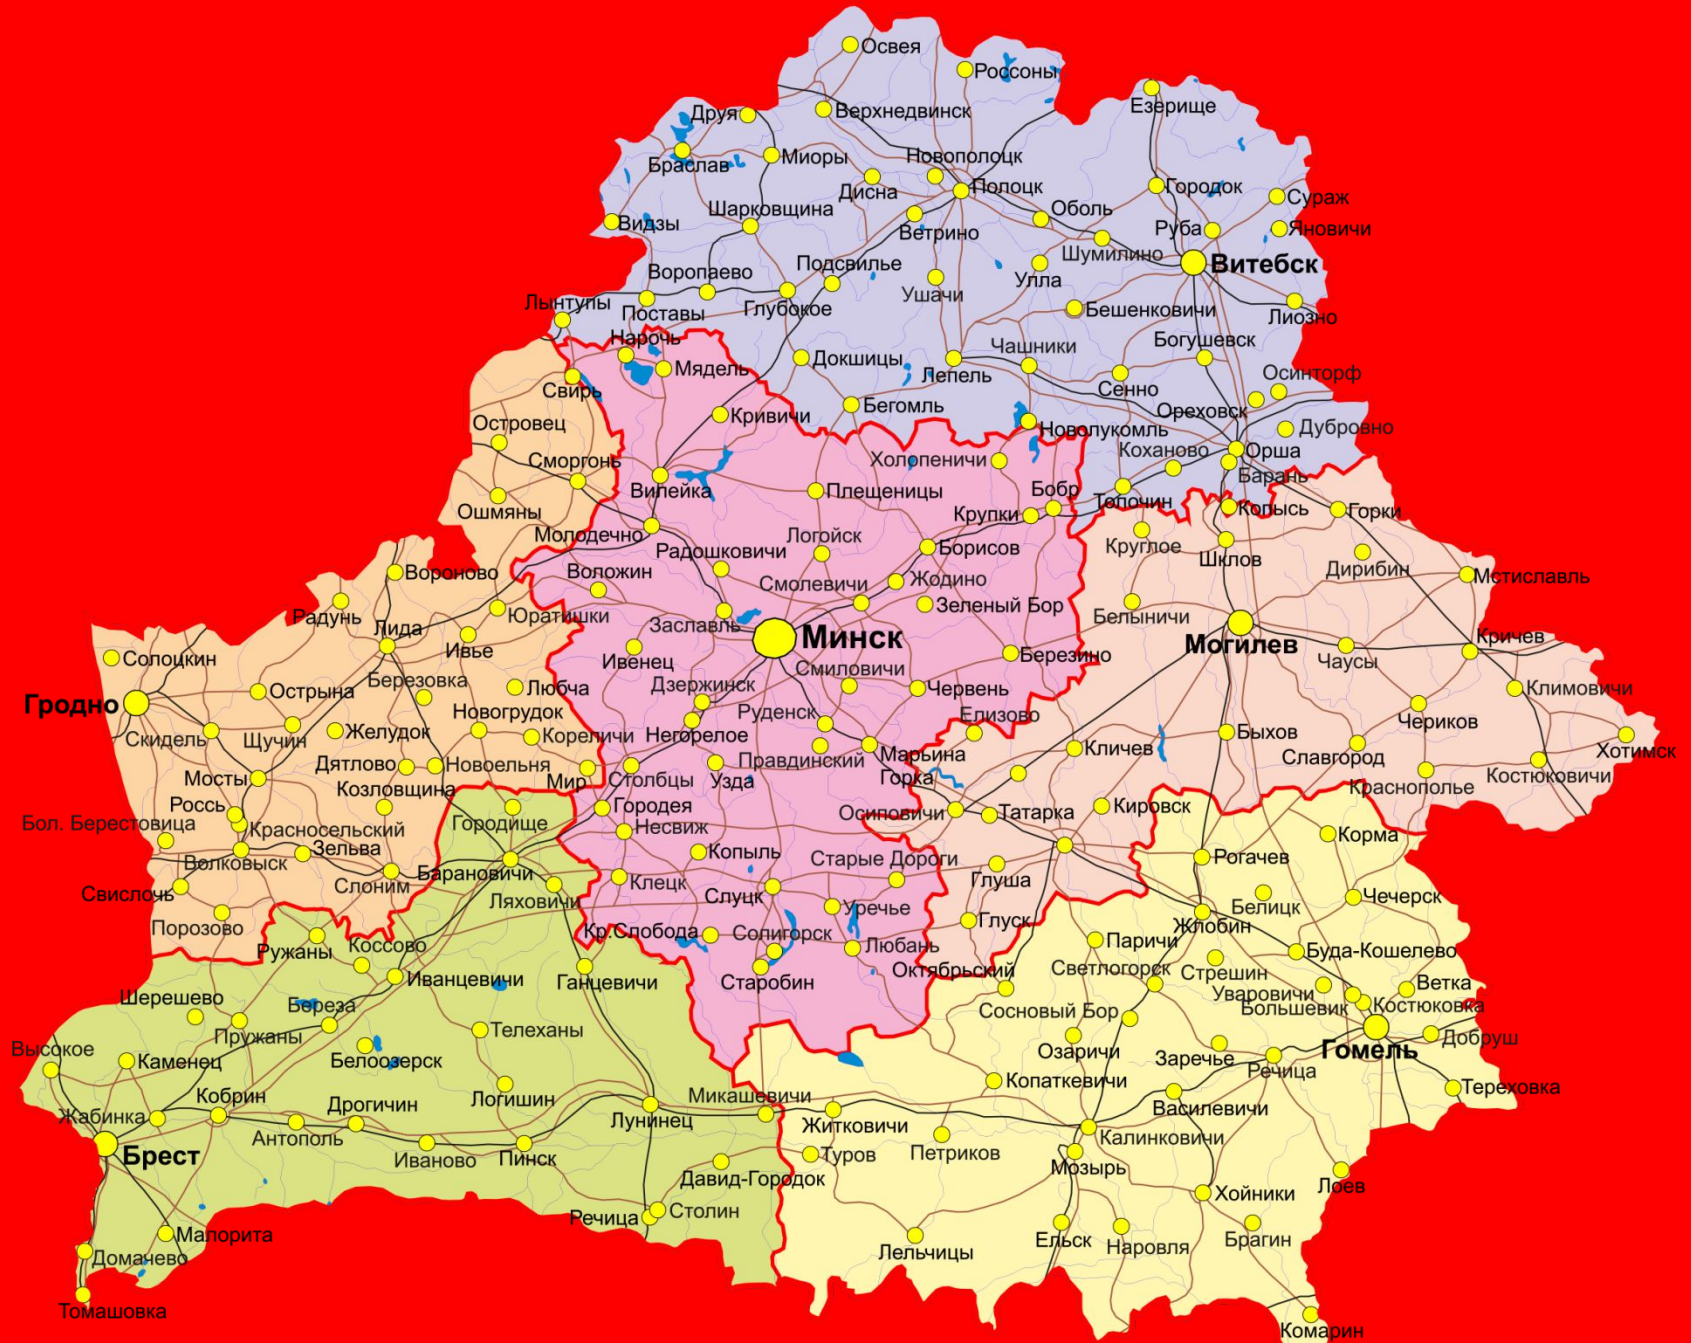 Освея
Россоны
Езерище
Друя
Верхнедвинск
Браслав
Миоры
Новополоцк
Дисна
Полоцк
Городок
Сураж
Видзы
Шарковщина
Ветрино
Оболь
Руба
Яновичи
Шумилино
Витебск
Воропаево
Подсвилье
Ушачи
Улла
Лынтупы
Поставы
Глубокое
Бешенковичи
Лиозно
Нарочь
Мядель
Докшицы
Лепель
Чашники
Богушевск
Свирь
Сенно
Осинторф
Кривичи
Бегомль
Ореховск
Островец
Новолукомль
Дубровно
Сморгонь
Холопеничи
Коханово
Орша
Барань
Вилейка
Плещеницы
Бобр
Топочин
Ошмяны
Крупки
Копысь
Горки
Молодечно
Радошковичи
Логойск
Борисов
Круглое
Шклов
Дирибин
Вороново
Воложин
Смолевичи
Жодино
Мстиславль
Радунь
Юратишки
Зеленый Бор
Белыничи
Лида
Заславль
Минск
Могилев
Кричев
Солоцкин
Ивье
Ивенец
Смиловичи
Березино
Чаусы
Березовка
Дзержинск
Острына
Любча
Червень
Климовичи
Гродно
Новогрудок
Руденск
Елизово
Чериков
Скидель
Щучин
Желудок
Кореличи
Негорелое
Правдинский
Марьина
Горка
Кличев
Быхов
Славгород
Хотимск
Мосты
Дятлово
Новоельня
Мир
Столбцы
Узда
Краснополье
Костюковичи
Россь
Козловщина
Городея
Осиповичи
Татарка
Кировск
Бол. Берестовица
Красносельский
Городище
Несвиж
Корма
Волковыск
Зельва
Копыль
Старые Дороги
Рогачев
Свислочь
Слоним
Барановичи
Клецк
Глуша
Ляховичи
Слуцк
Уречье
Белицк
Чечерск
Порозово
Глуск
Жлобин
Ружаны
Коссово
Кр.Слобода
Солигорск
Любань
Паричи
Буда-Кошелево
Иванцевичи
Ганцевичи
Старобин
Октябрьский
Светлогорск
Стрешин
Ветка
Шерешево
Береза
Уваровичи
Большевик
Костюковка
Пружаны
Телеханы
Сосновый Бор
Добруш
Высокое
Каменец
Белоозерск
Озаричи
Заречье
Речица
Гомель
Кобрин
Дрогичин
Логишин
Микашевичи
Копаткевичи
Тереховка
Жабинка
Лунинец
Василевичи
Антополь
Житковичи
Калинковичи
Брест
Иваново
Пинск
Туров
Петриков
Мозырь
Давид-Городок
Лоев
Речица
Столин
Хойники
Малорита
Лельчицы
Ельск
Наровля
Брагин
Домачево
Томашовка
Комарин